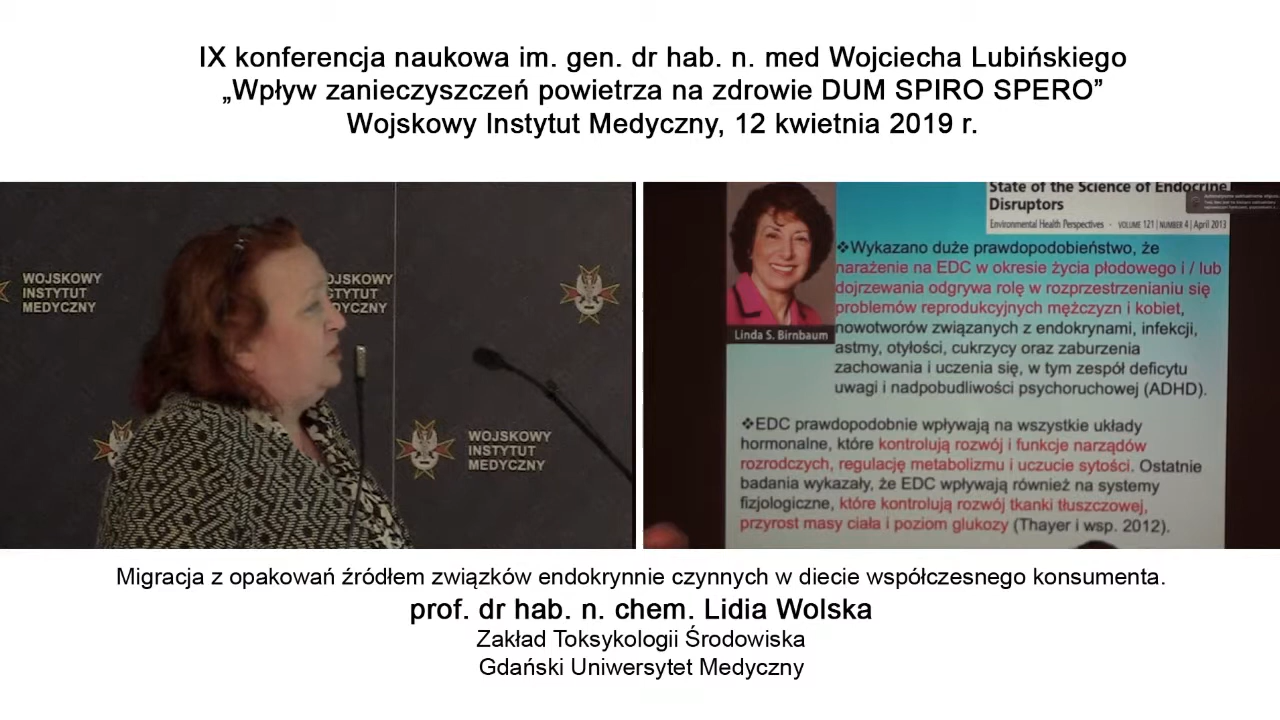 IX konferencja naukowa im. gen. dr hab. n. med Wojciecha Lubińskiego
„Wpływ zanieczyszczeń powietrza na zdrowie DUM SPIRO SPERO”
Wojskowy Instytut Medyczny, 12 kwietnia 2019 r.
WOJSKOWY
INSTYTUT
MEDYCZNY
WOJSKOWY
INSTYTUT
MEDYCZNY
State of the Science of Endocrine
Disruptors
Environmental Health Perspectives - VOLUME 121 | NUMBER 4 | April 2013
Linda S. Birnbaum
❖Wykazano duże prawdopodobieństwo, że
narażenie na EDC w okresie życia płodowego i / lub
dojrzewania odgrywa rolę w rozprzestrzenianiu się
problemów reprodukcyjnych mężczyzn i kobiet,
nowotworów związanych z endokrynami, infekcji,
astmy, otyłości, cukrzycy oraz zaburzenia
zachowania i uczenia się, w tym zespół deficytu
uwagi i nadpobudliwości psychoruchowej (ADHD).
❖EDC prawdopodobnie wpływają na wszystkie układy
hormonalne, które kontrolują rozwój i funkcje narządów
rozrodczych, regulację metabolizmu i uczucie sytości. Ostatnie
badania wykazały, że EDC wpływają również na systemy
fizjologiczne, które kontrolują rozwój tkanki tłuszczowej,
przyrost masy ciała i poziom glukozy (Thayer i wsp. 2012).
Migracja z opakowań źródłem związków endokrynnie czynnych w diecie współczesnego konsumenta.
prof. dr hab. n. chem. Lidia Wolska
Zakład Toksykologii Środowiska
Gdański Uniwersytet Medyczny